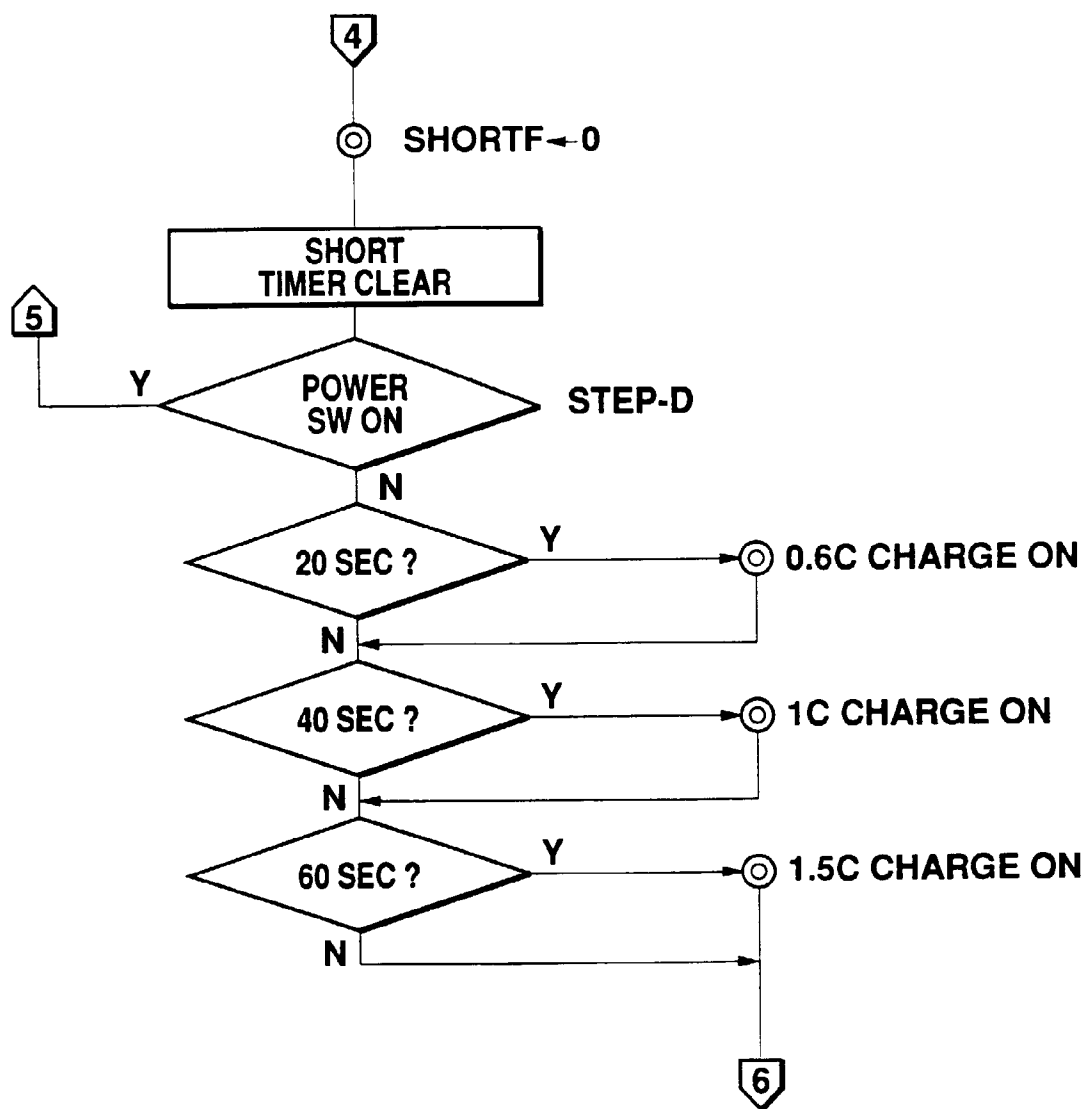 4
SHORTF←0
SHORT
TIMER CLEAR
5
Y
POWER
SW ON
STEP-D
N
20 SEC ?
Y
0.6C CHARGE ON
N
40 SEC ?
Y
1C CHARGE ON
N
60 SEC ?
Y
1.5C CHARGE ON
N
6